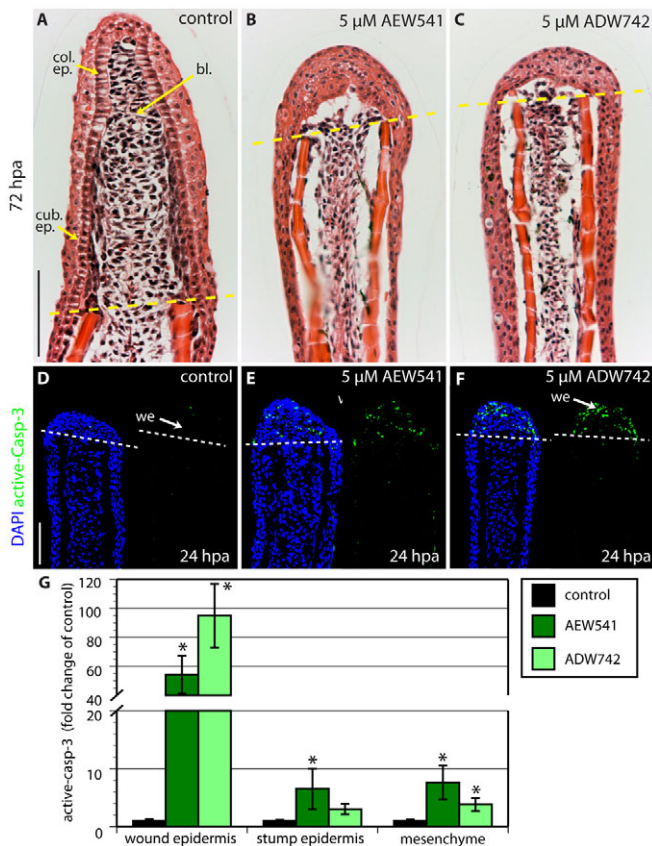 A control
B 5 µM AEW541
C 5 µM ADW742
col.
ep.
bl.
cub.
ep.
72 hpa
D control
E 5 µM AEW541
F 5 µM ADW742
we
we
DAPI active-Casp-3
24 hpa
24 hpa
24 hpa
G
active-casp-3 (fold change of control)
120
100
80
60
40
20
10
0
*
*
*
*
*
wound epidermis
stump epidermis
mesenchyme
control
AEW541
ADW742